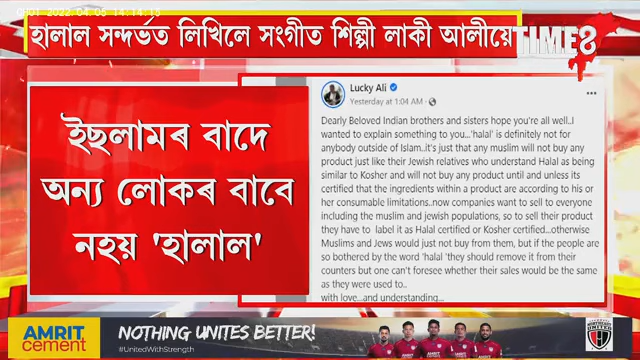 CH01 2022.04.05 14:14:15
হালাল সন্দৰ্ভত লিখিলে সংগীত শিল্পী লাকী আলীয়ে
TIME8
ইছলামৰ বাদে
অন্য লোকৰ বাবে
নহয় 'হালাল'
Lucky Ali
Yesterday at 1:04 AM
Dearly Beloved Indian brothers and sisters hope you're all well..I
wanted to explain something to you...'halal' is definitely not for
anybody outside of Islam..it's just that any muslim will not buy any
product just like their Jewish relatives who understand Halal as being
similar to Kosher and will not buy any product until and unless its
certified that the ingredients within a product are according to his or
her consumable limitations..now companies want to sell to everyone
including the muslim and jewish populations, so to sell their product
they have to label it as Halal certified or Kosher certified...otherwise
Muslims and Jews would just not buy from them, but if the people are
so bothered by the word 'halal 'they should remove it from their
counters but one can't foresee whether their sales would be the same
as they were used to..
with love...and understanding...
AMRIT
cement
NOTHING UNITES BETTER!
#UnitedWithStrength